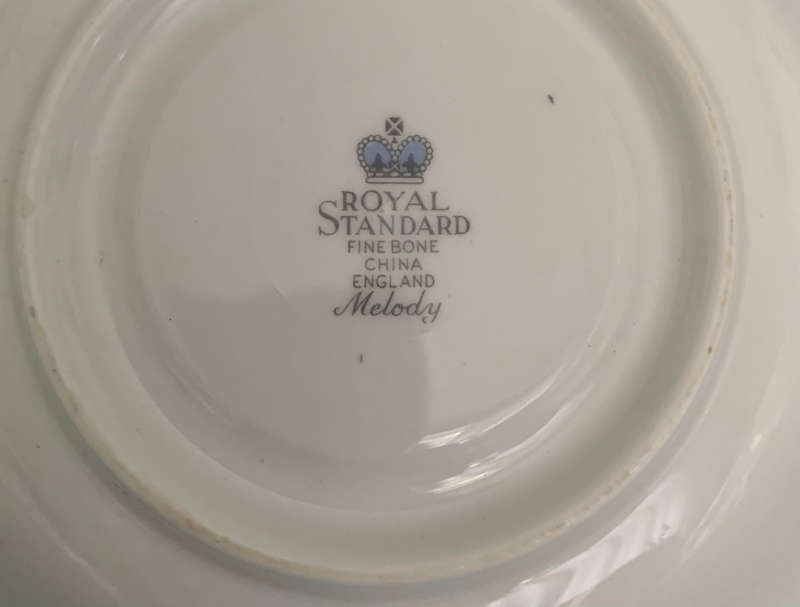 ROYAL
STANDARD
FINE BONE
CHINA
ENGLAND
Melody